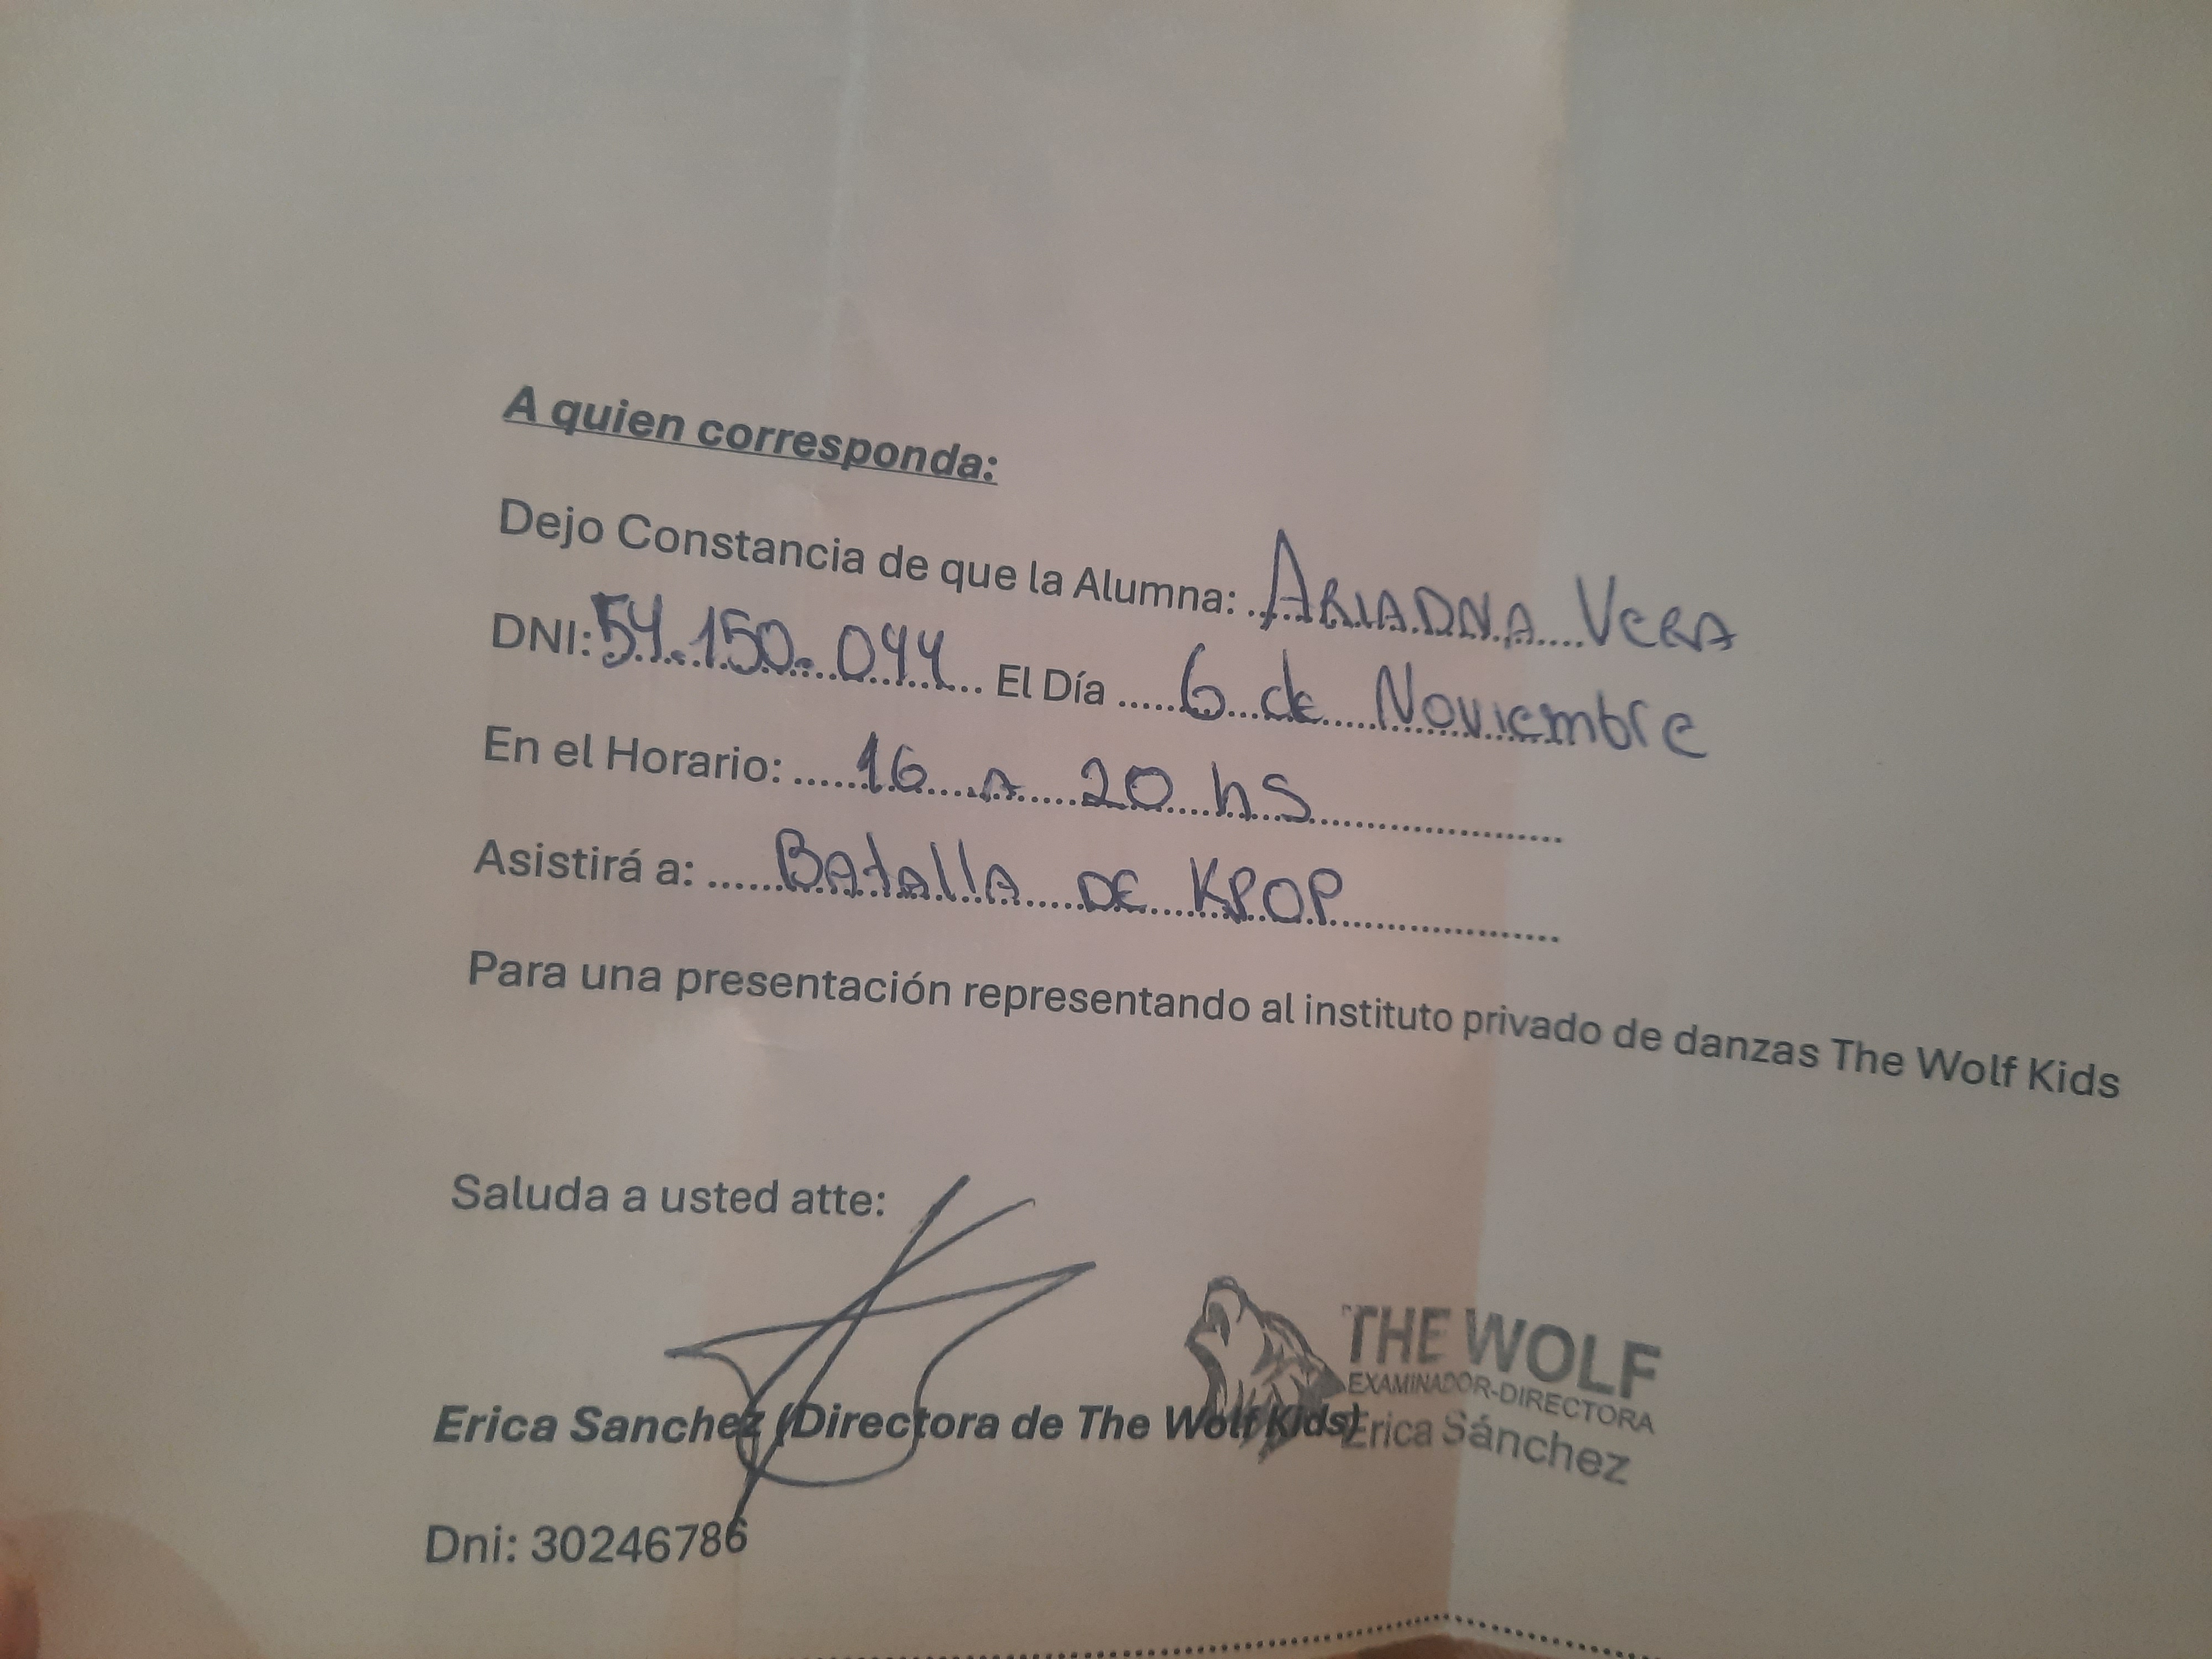 A quien corresponda:
Dejo Constancia de que la Alumna: ARIADNA VERA
DNI: 54.150.044 El Día 6 de Noviembre
En el Horario: 16 A 20 hs
Asistirá a: BAtAllA DE KPOP
Para una presentación representando al instituto privado de danzas The Wolf Kids
Saluda a usted atte:
THE WOLF
EXAMINADOR-DIRECTORA
Erica Sánchez
Erica Sanchez (Directora de The Wolf Kids)
Dni: 30246786